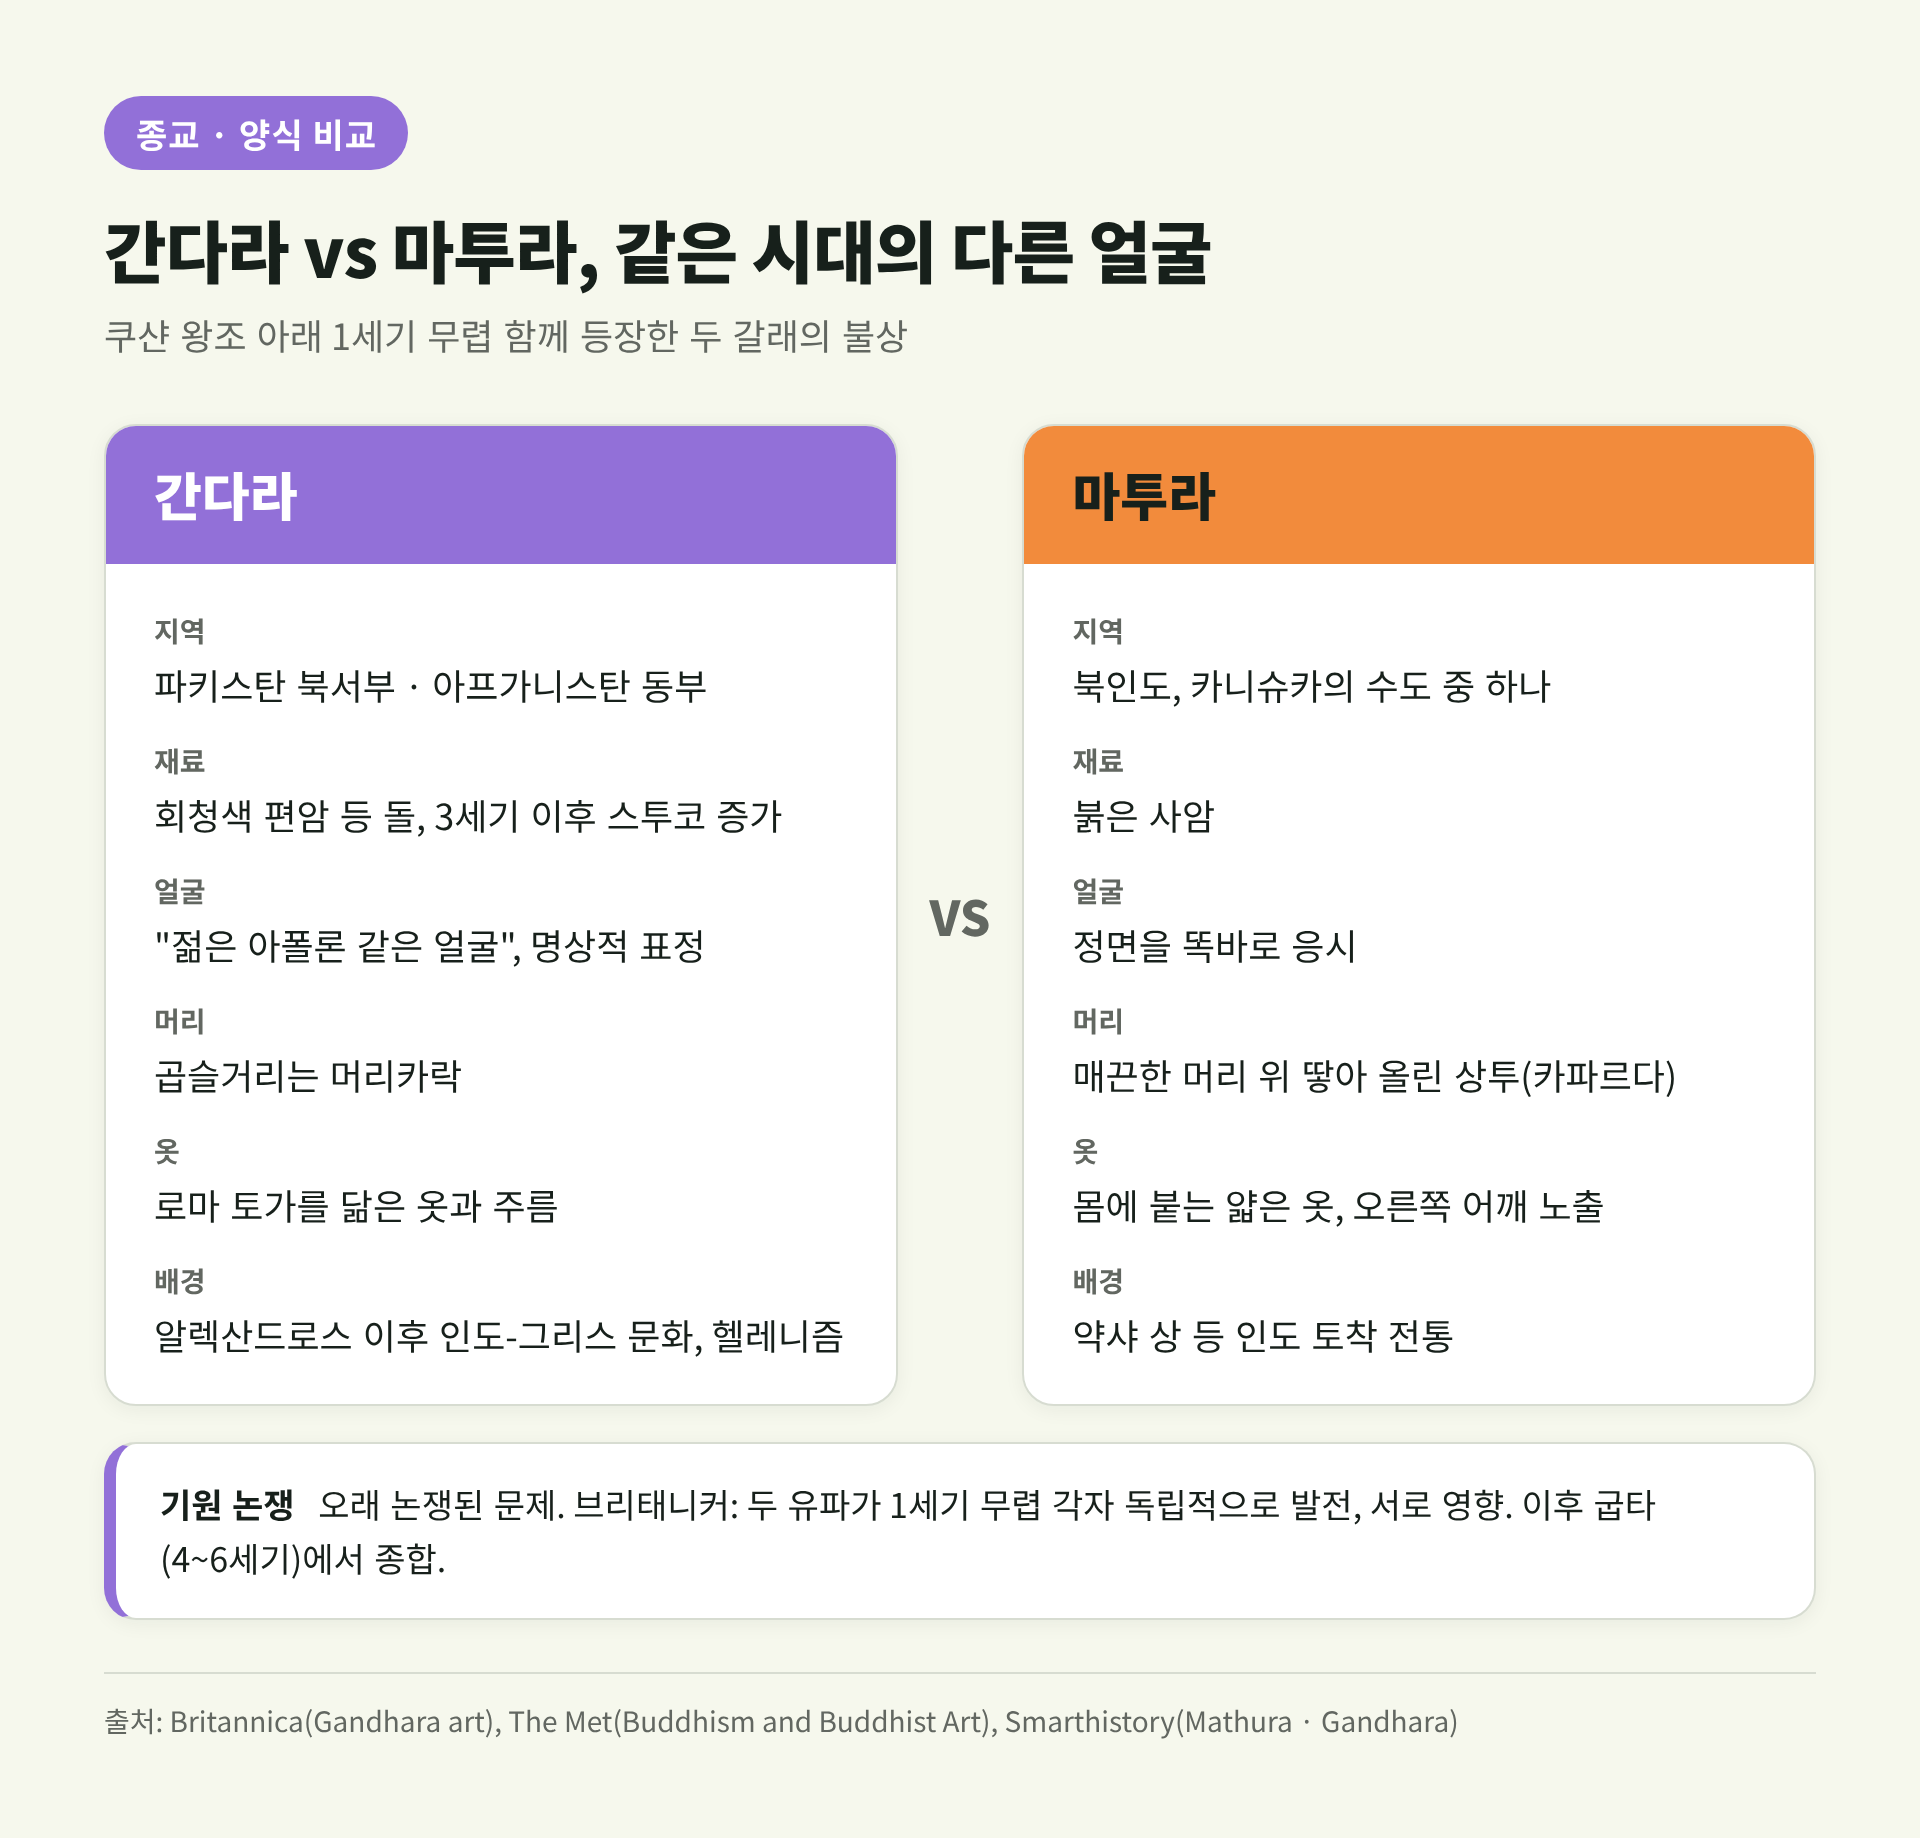 종교 · 양식 비교
간다라 vs 마투라, 같은 시대의 다른 얼굴
쿠샨 왕조 아래 1세기 무렵 함께 등장한 두 갈래의 불상
간다라
지역
파키스탄 북서부 · 아프가니스탄 동부
재료
회청색 편암 등 돌, 3세기 이후 스투코 증가
얼굴
"젊은 아폴론 같은 얼굴", 명상적 표정
머리
곱슬거리는 머리카락
옷
로마 토가를 닮은 옷과 주름
배경
알렉산드로스 이후 인도-그리스 문화, 헬레니즘
vs
마투라
지역
북인도, 카니슈카의 수도 중 하나
재료
붉은 사암
얼굴
정면을 똑바로 응시
머리
매끈한 머리 위 땋아 올린 상투(카파르다)
옷
몸에 붙는 얇은 옷, 오른쪽 어깨 노출
배경
약샤 상 등 인도 토착 전통
기원 논쟁 오래 논쟁된 문제. 브리태니커: 두 유파가 1세기 무렵 각자 독립적으로 발전, 서로 영향. 이후 굽타
(4~6세기)에서 종합.
출처: Britannica(Gandhara art), The Met(Buddhism and Buddhist Art), Smarthistory(Mathura · Gandhara)